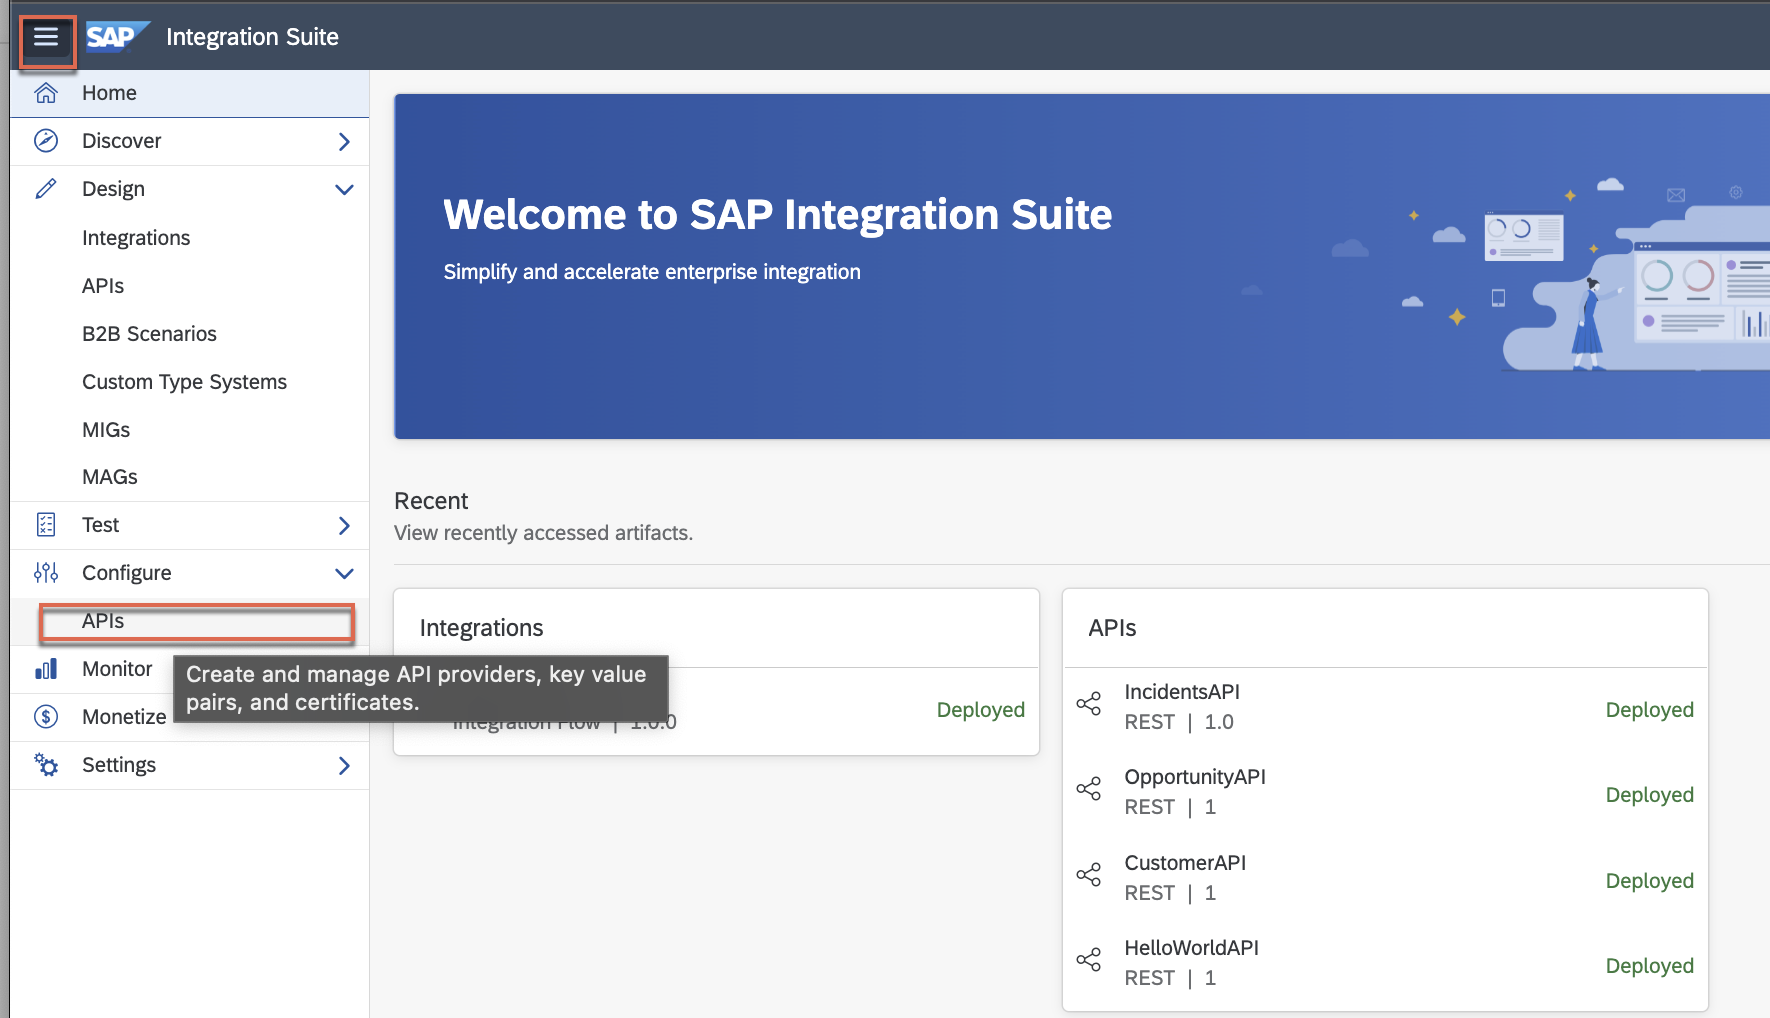 SAP Integration Suite
Home
Discover
Design
Integrations
APIs
B2B Scenarios
Custom Type Systems
MIGs
MAGs
Test
Configure
APIs
Monitor
Monetize
Settings
Create and manage API providers, key value
pairs, and certificates.
Welcome to SAP Integration Suite
Simplify and accelerate enterprise integration
Recent
View recently accessed artifacts.
Integrations
Integration Flow | 1.0.0
Deployed
APIs
IncidentsAPI
REST | 1.0
Deployed
OpportunityAPI
REST | 1
Deployed
CustomerAPI
REST | 1
Deployed
HelloWorldAPI
REST | 1
Deployed